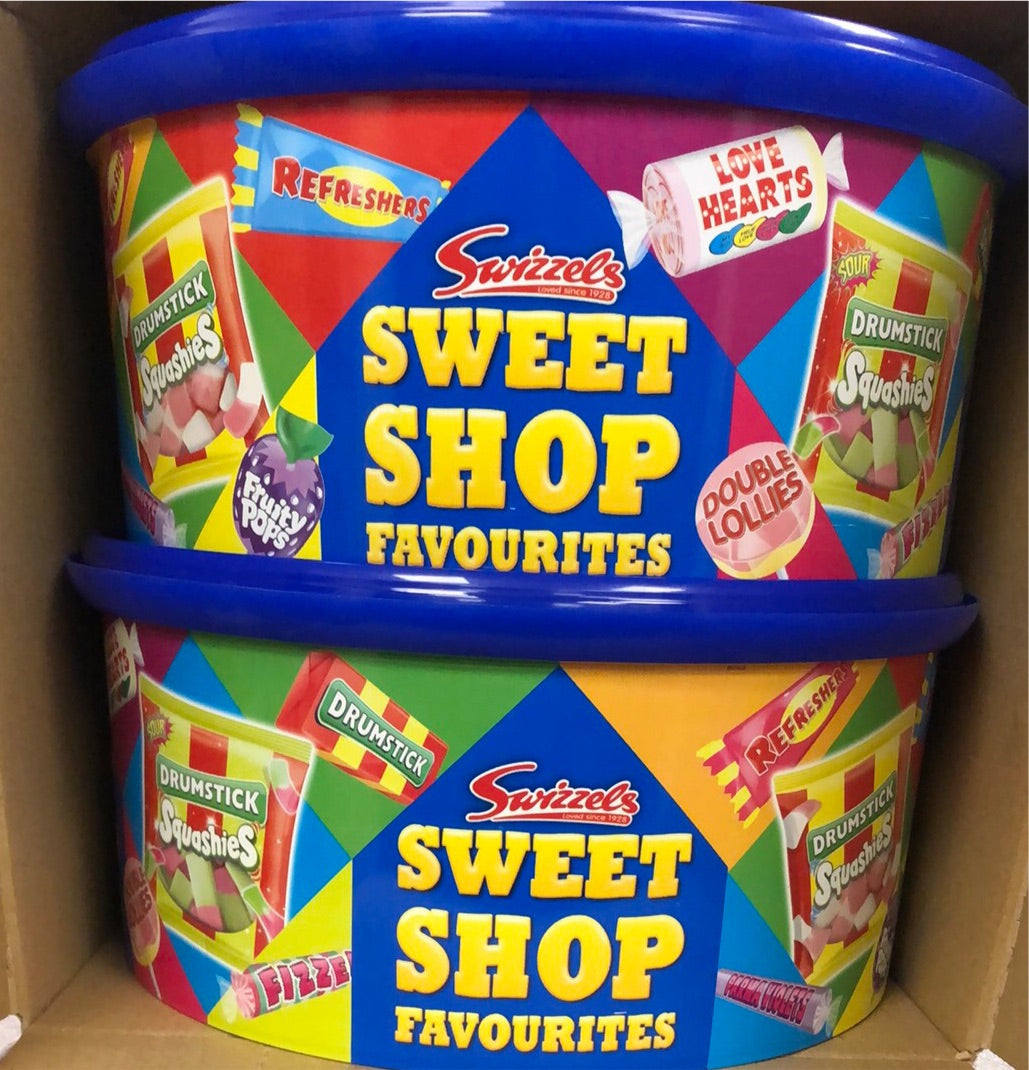 REFRESHERS
LOVE
HEARTS
Swizzels
Loved since 1928
SWEET
SHOP
FAVOURITES
DRUMSTICK
SquashieS
SOUR
DRUMSTICK
SquashieS
Fruity
POPS
DOUBLE
LOLLIES
DRUMSTICK
REFRESHERS
Swizzels
Loved since 1928
SWEET
SHOP
FAVOURITES
SOUR
DRUMSTICK
SquashieS
DRUMSTICK
SquashieS
PARMA VIOLETS